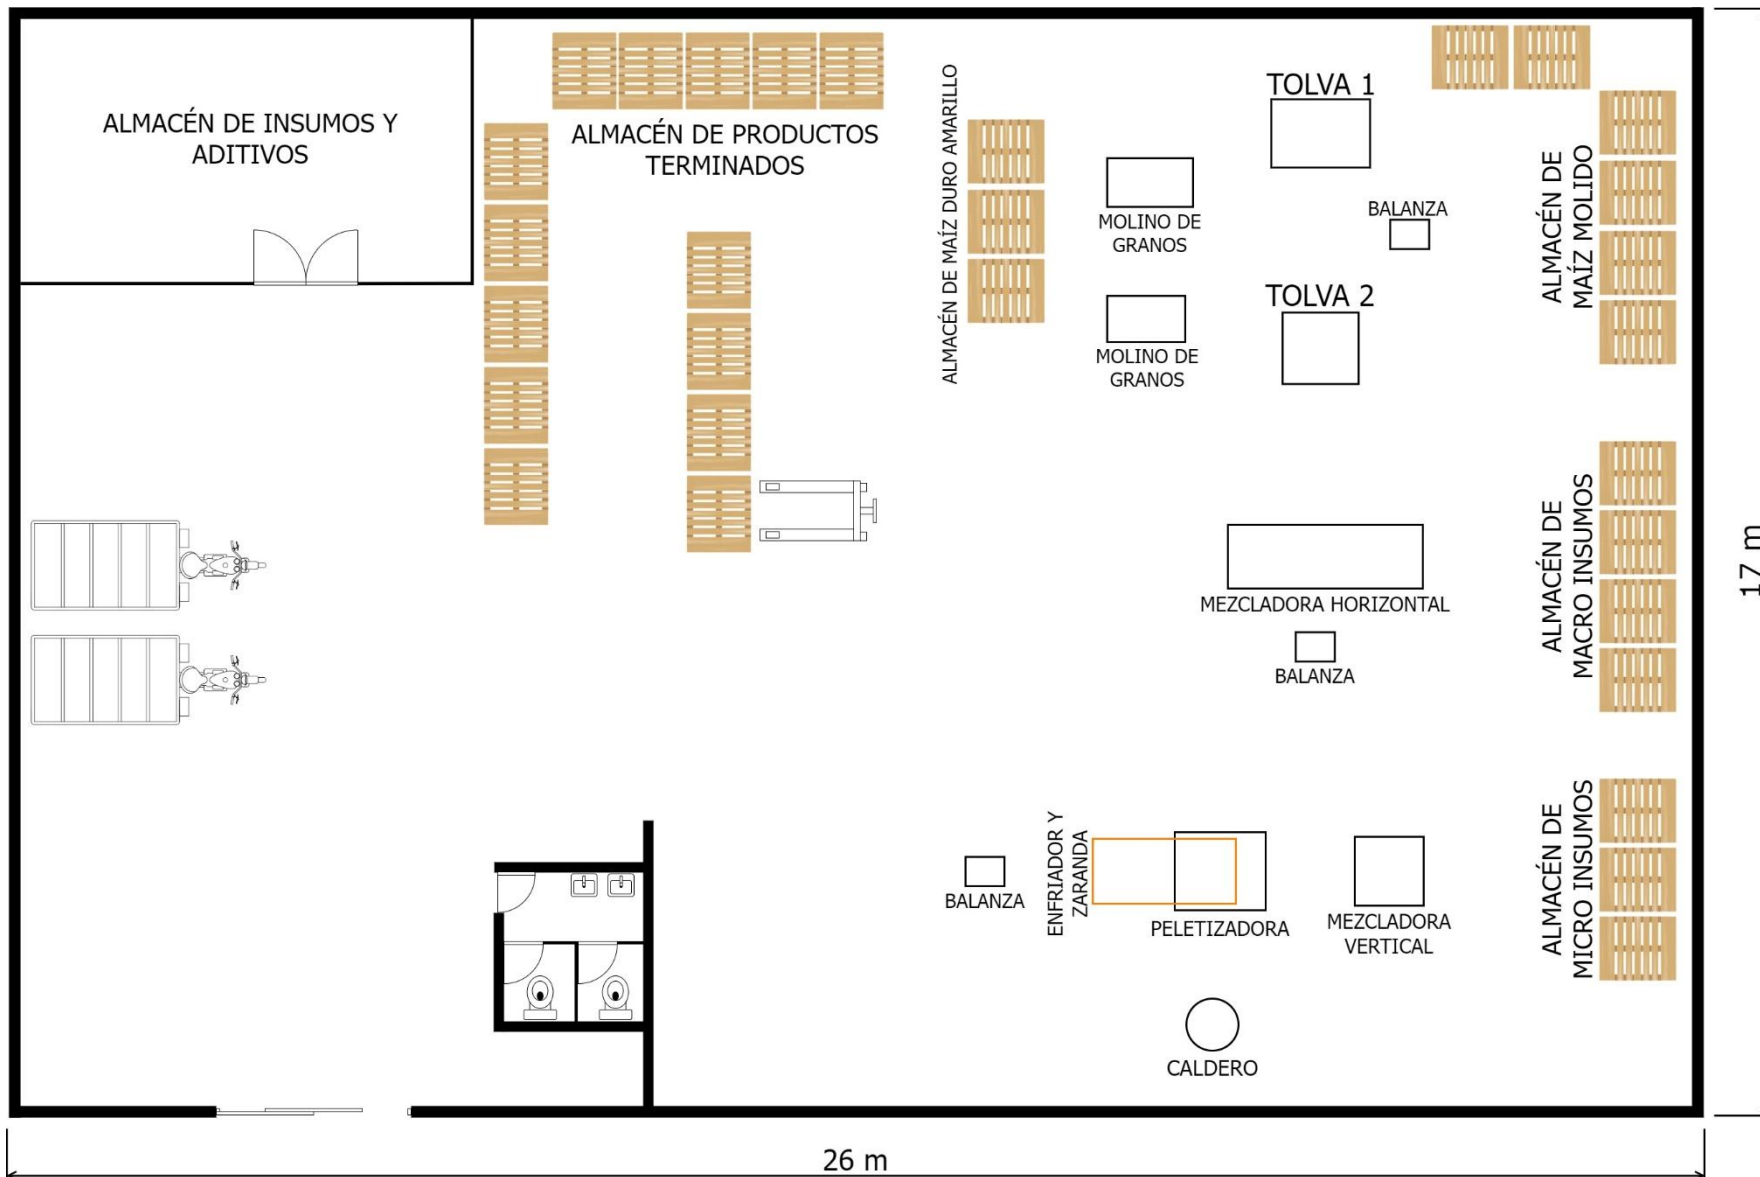 ALMACÉN DE INSUMOS Y
ADITIVOS
ALMACÉN DE PRODUCTOS
TERMINADOS
ALMACÉN DE MAÍZ DURO AMARILLO
MOLINO DE
GRANOS
MOLINO DE
GRANOS
TOLVA 1
BALANZA
TOLVA 2
ALMACÉN DE
MAÍZ MOLIDO
MEZCLADORA HORIZONTAL
BALANZA
ALMACÉN DE
MACRO INSUMOS
BALANZA
ENFRIADOR Y
ZARANDA
PELETIZADORA
MEZCLADORA
VERTICAL
ALMACÉN DE
MICRO INSUMOS
CALDERO
17 m
26 m